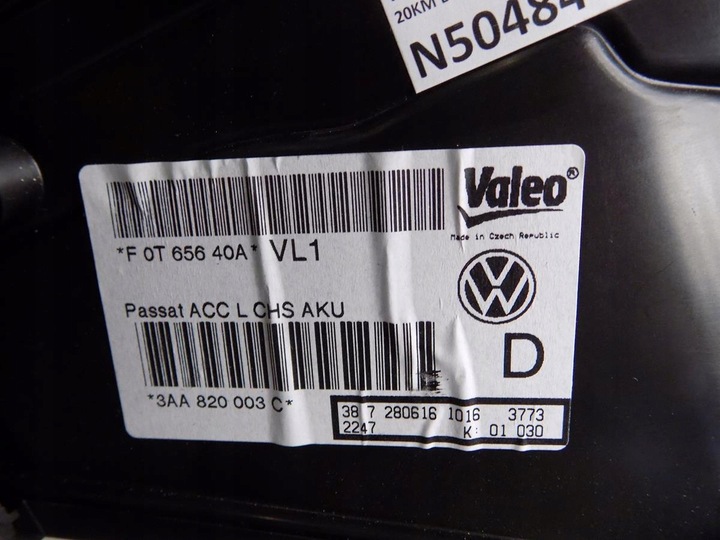 20KM
N50484
Valeo®
Made in Czech Republic
*F 0T 656 40A* VL1
Passat ACC L CHS AKU
D
*3AA 820 003 C*
38 7 280616 1016 3773
2247 K: 01 030